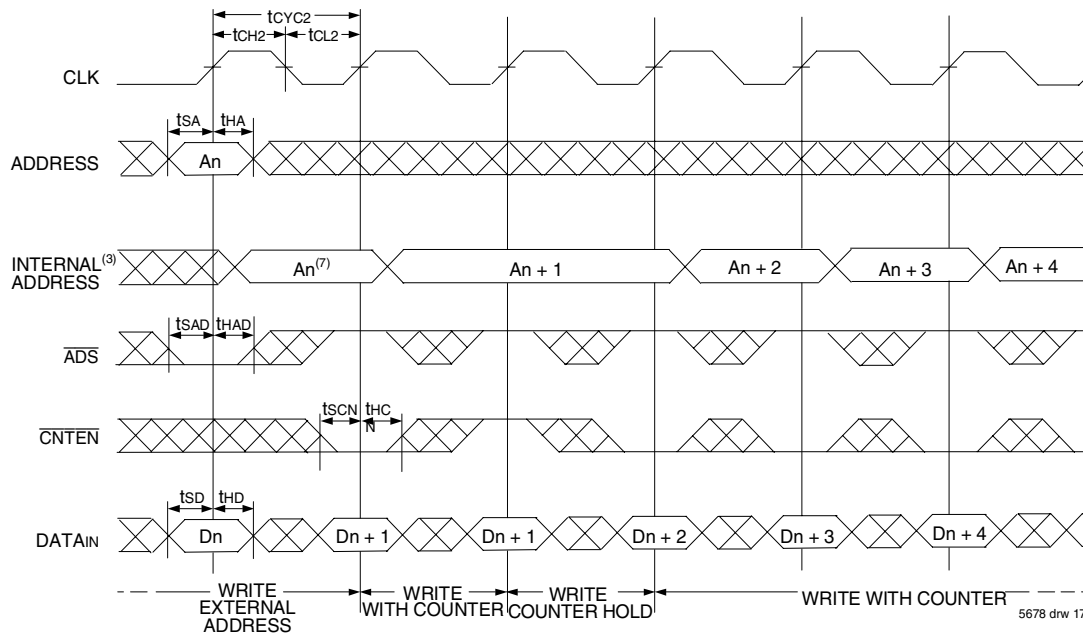 tCYC2
tCH2 tCL2
CLK
tSA tHA
ADDRESS An
INTERNAL(3) ADDRESS An(7) An + 1 An + 2 An + 3 An + 4
tSAD tHAD
ADS
tSCN tHCN
CNTEN
tSD tHD
DATAIN Dn Dn + 1 Dn + 1 Dn + 2 Dn + 3 Dn + 4
WRITE EXTERNAL ADDRESS
WRITE WITH COUNTER
WRITE COUNTER HOLD
WRITE WITH COUNTER
5678 drw 17